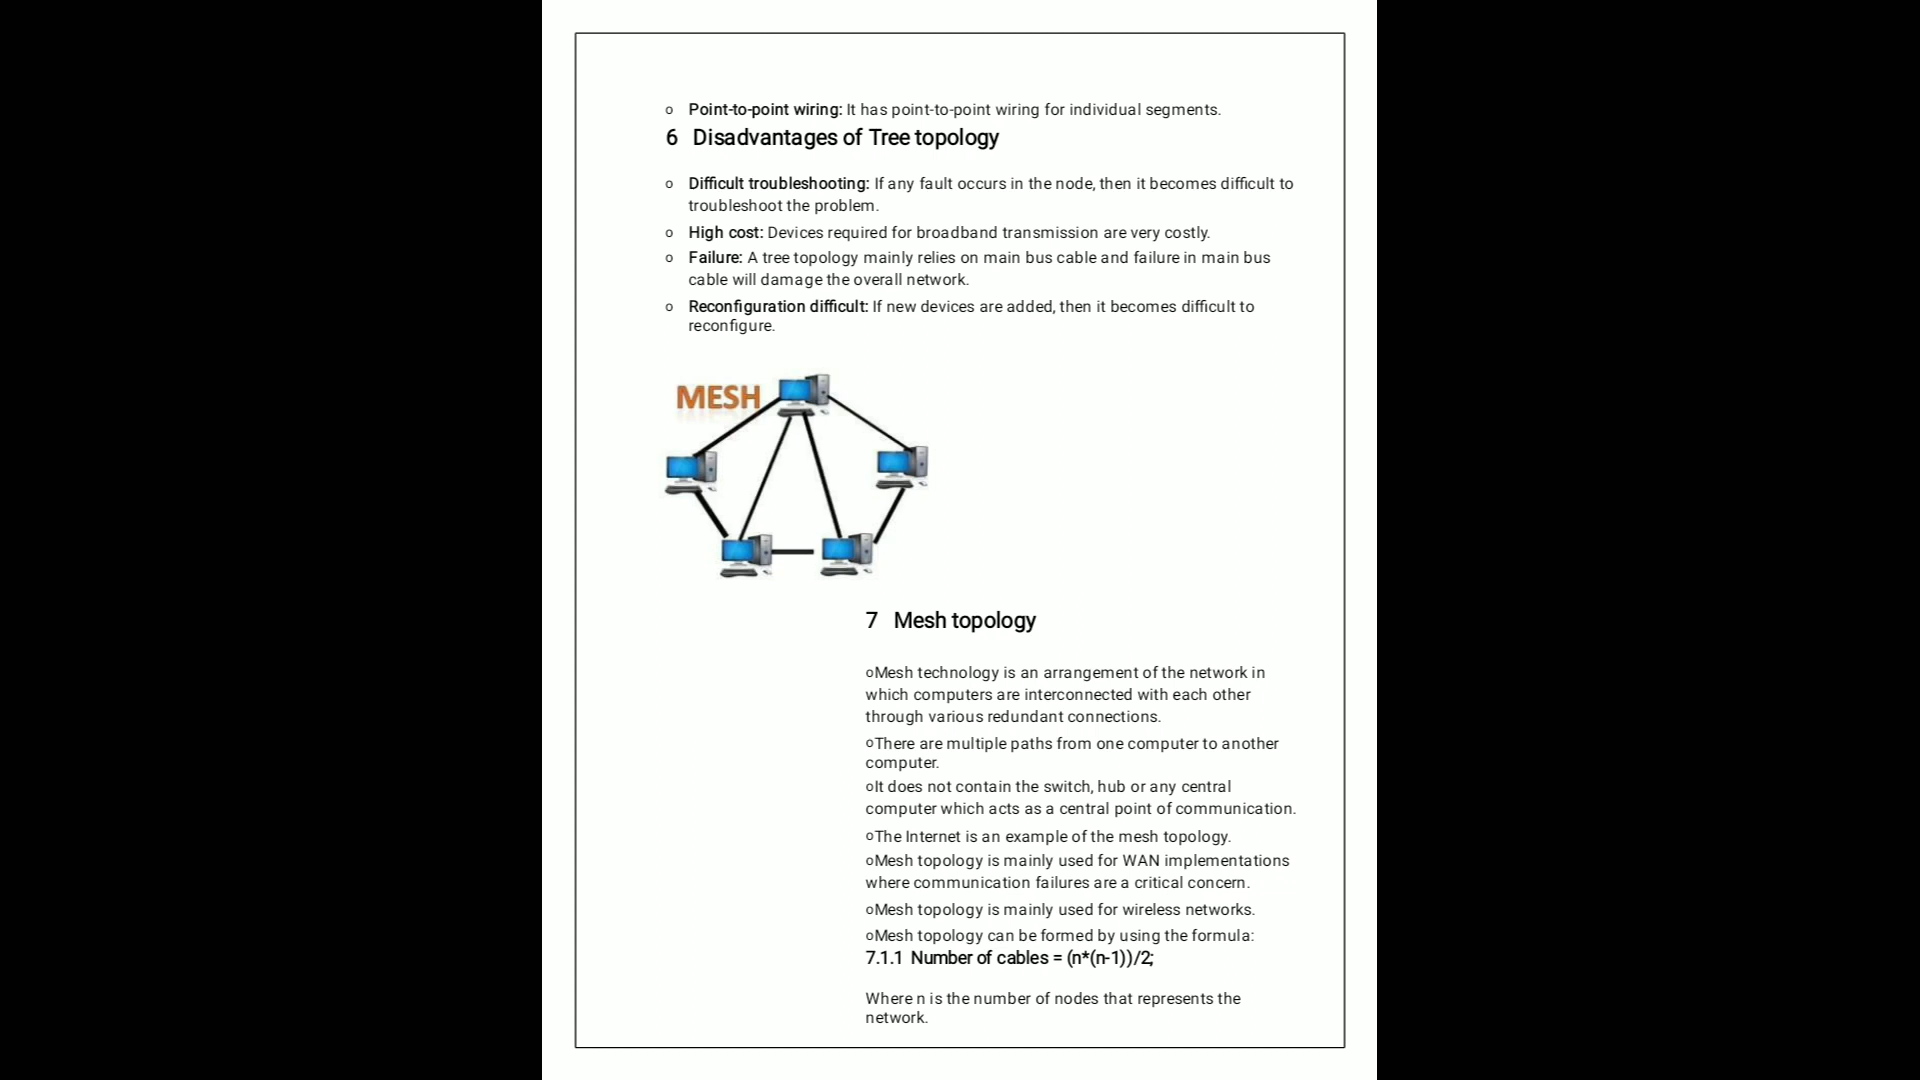 o Point-to-point wiring: It has point-to-point wiring for individual segments.
6 Disadvantages of Tree topology
o Difficult troubleshooting: If any fault occurs in the node, then it becomes difficult to
troubleshoot the problem.
o High cost: Devices required for broadband transmission are very costly.
o Failure: A tree topology mainly relies on main bus cable and failure in main bus
cable will damage the overall network.
o Reconfiguration difficult: If new devices are added, then it becomes difficult to
reconfigure.
MESH
7 Mesh topology
oMesh technology is an arrangement of the network in
which computers are interconnected with each other
through various redundant connections.
oThere are multiple paths from one computer to another
computer.
oIt does not contain the switch, hub or any central
computer which acts as a central point of communication.
oThe Internet is an example of the mesh topology.
oMesh topology is mainly used for WAN implementations
where communication failures are a critical concern.
oMesh topology is mainly used for wireless networks.
oMesh topology can be formed by using the formula:
7.1.1 Number of cables = (n*(n-1))/2;
Where n is the number of nodes that represents the
network.